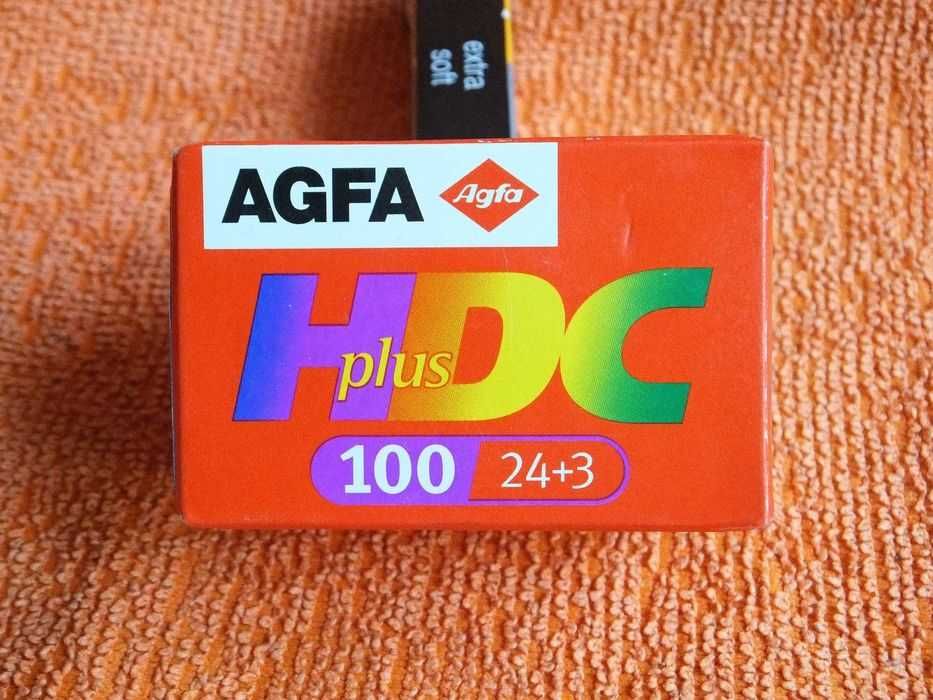 extra
soft
AGFA Agfa
HDC
plus
100 24+3